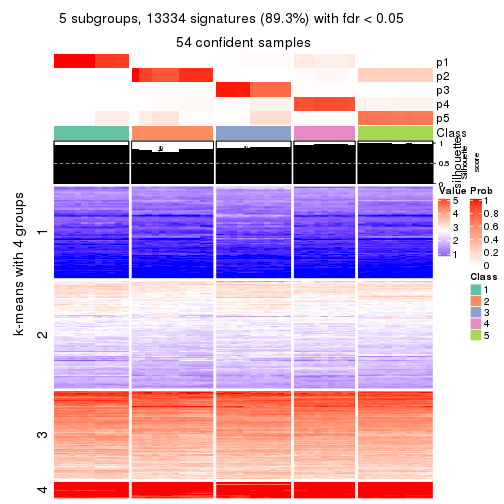 5 subgroups, 13334 signatures (89.3%) with fdr < 0.05
54 confident samples
p1
p2
p3
p4
p5
Class
1
0.5
0
silhouette
Silhouette
score
k-means with 4 groups
1
2
3
4
Value
5
4
3
2
1
Prob
1
0.8
0.6
0.4
0.2
0
Class
1
2
3
4
5